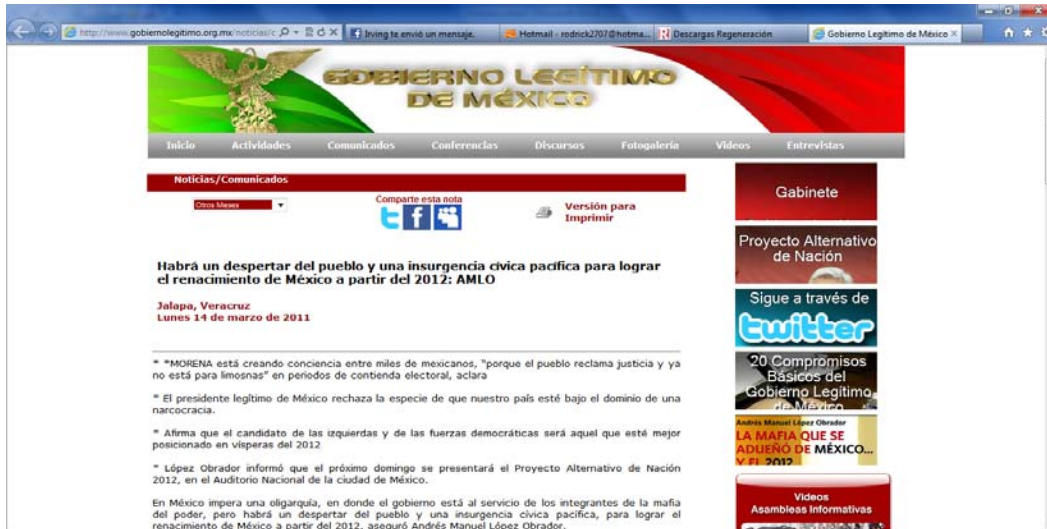 http://www.gobiernolegitimo.org.mx/noticias/c
Irving te envió un mensaje.
Hotmail - rodrick2707@hotma...
Descargas Regeneración
Gobierno Legítimo de México
GOBIERNO LEGÍTIMO
DE MÉXICO
Inicio Actividades Comunicados Conferencias Discursos Fotogalería Videos Entrevistas
Noticias/Comunicados
Otros Meses
Comparte esta nota
Versión para
Imprimir
Habrá un despertar del pueblo y una insurgencia cívica pacífica para lograr
el renacimiento de México a partir del 2012: AMLO
Jalapa, Veracruz
Lunes 14 de marzo de 2011
* *MORENA está creando conciencia entre miles de mexicanos, "porque el pueblo reclama justicia y ya
no está para limosnas" en periodos de contienda electoral, aclara
* El presidente legítimo de México rechaza la especie de que nuestro país esté bajo el dominio de una
narcocracia.
* Afirma que el candidato de las izquierdas y de las fuerzas democráticas será aquel que esté mejor
posicionado en vísperas del 2012
* López Obrador informó que el próximo domingo se presentará el Proyecto Alternativo de Nación
2012, en el Auditorio Nacional de la ciudad de México.
En México impera una oligarquía, en donde el gobierno está al servicio de los integrantes de la mafia
del poder, pero habrá un despertar del pueblo y una insurgencia cívica pacífica, para lograr el
renacimiento de México a partir del 2012, aseguró Andrés Manuel López Obrador.
Gabinete
Proyecto Alternativo
de Nación
Sigue a través de
twitter
20 Compromisos
Básicos del
Gobierno Legítimo
de México
Andrés Manuel López Obrador
LA MAFIA QUE SE
ADUEÑÓ DE MÉXICO...
Y EL 2012
Videos
Asambleas Informativas